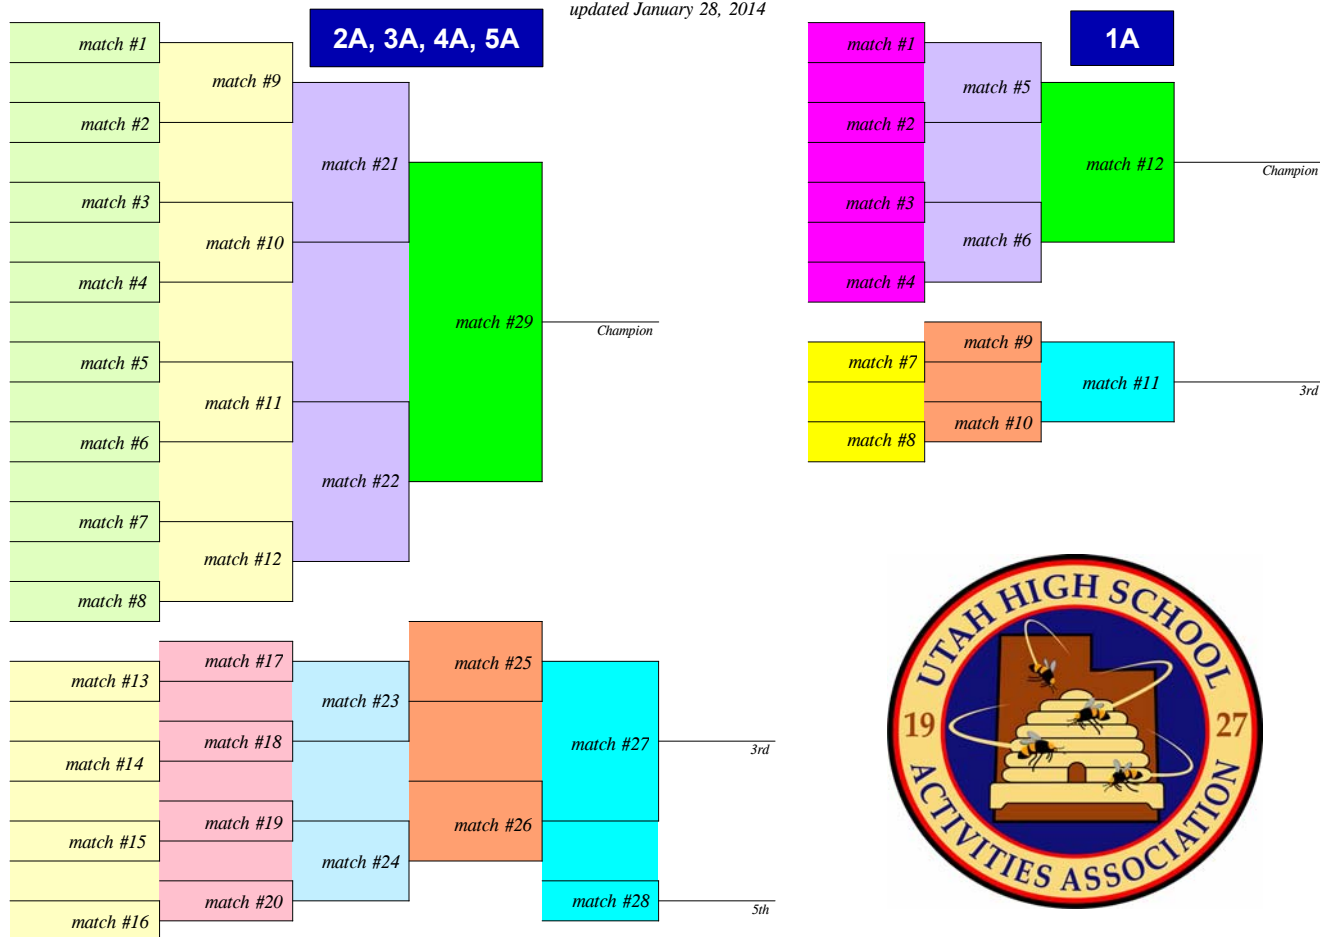 updated January 28, 2014
2A, 3A, 4A, 5A
match #1
match #2
match #3
match #4
match #5
match #6
match #7
match #8
match #9
match #10
match #11
match #12
match #21
match #22
match #29
Champion
match #13
match #14
match #15
match #16
match #17
match #18
match #19
match #20
match #23
match #24
match #25
match #26
match #27
match #28
3rd
5th
1A
match #1
match #2
match #3
match #4
match #5
match #6
match #12
Champion
match #7
match #8
match #9
match #10
match #11
3rd
UTAH HIGH SCHOOL
19 27
ACTIVITIES ASSOCIATION